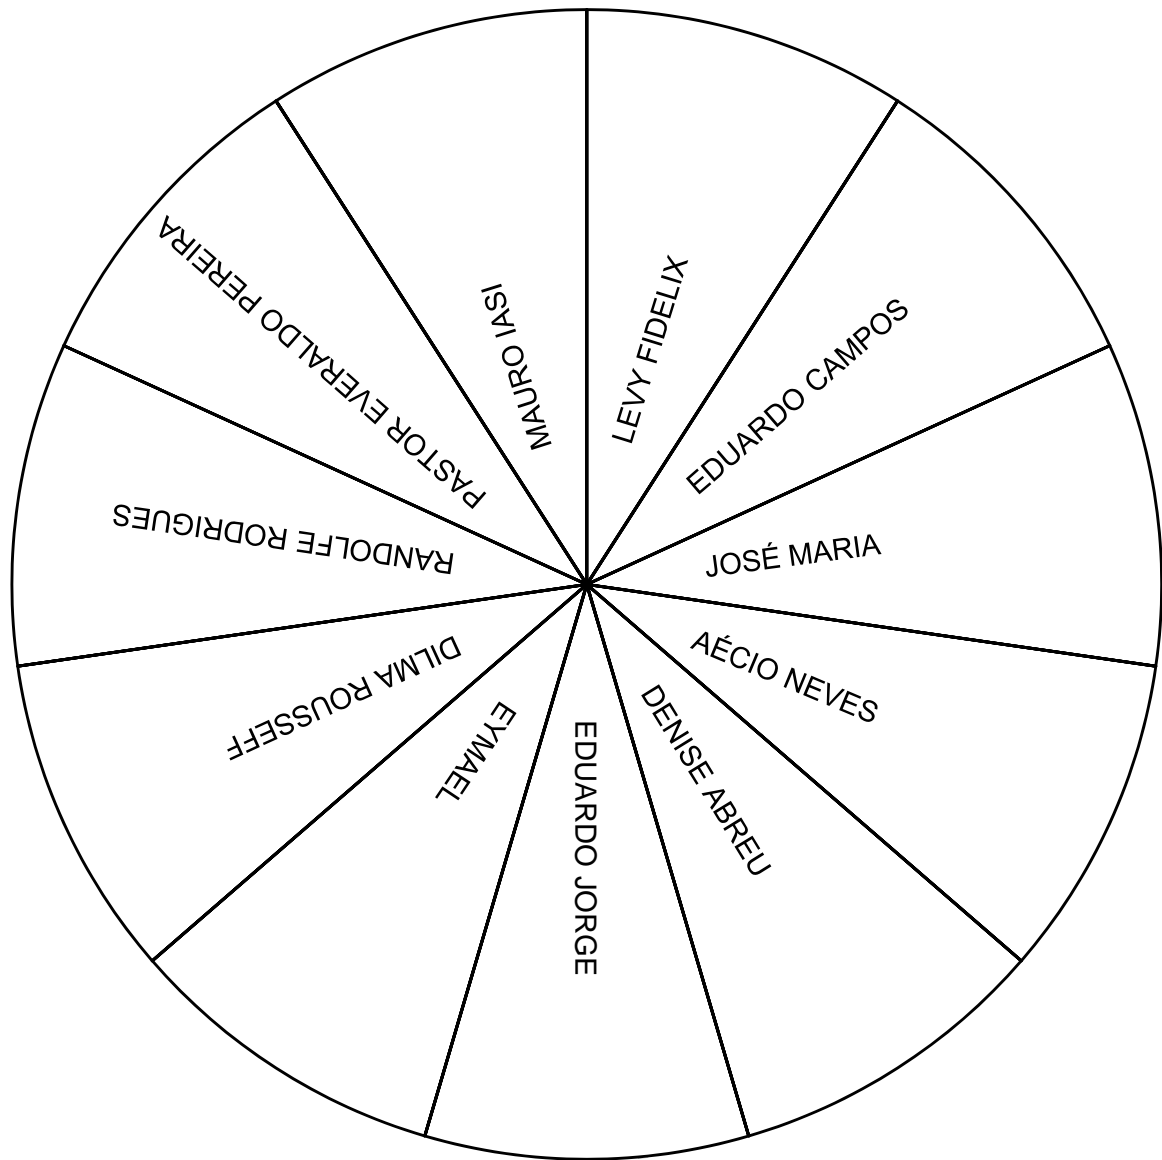 LEVY FIDELIX
EDUARDO CAMPOS
JOSÉ MARIA
AÉCIO NEVES
DENISE ABREU
EDUARDO JORGE
EYMAEL
DILMA ROUSSEFF
RANDOLFE RODRIGUES
PASTOR EVERALDO PEREIRA
MAURO IASI